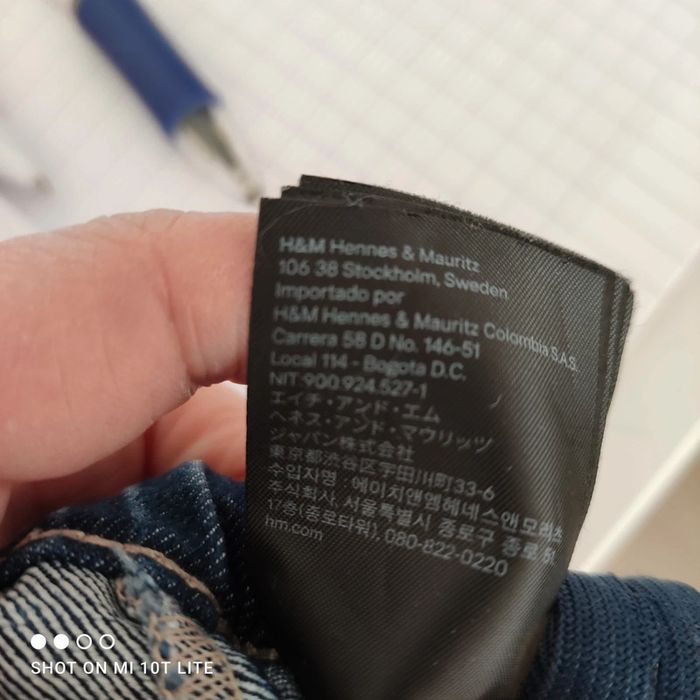 H&M Hennes & Mauritz
106 38 Stockholm, Sweden
Importado por
H&M Hennes & Mauritz Colombia S.A.S.
Carrera 58 D No. 146-51
Local 114 - Bogota D.C.
NIT:900.924.527-1
エイチ・アンド・エム
ヘネス・アンド・マウリッツ
ジャパン株式会社
東京都渋谷区宇田川町33-6
수입자명 : 에이치앤엠헤네스앤모리츠
주식회사, 서울특별시 종로구 종로 51,
17층(종로타워), 080-822-0220
hm.com
SHOT ON MI 10T LITE